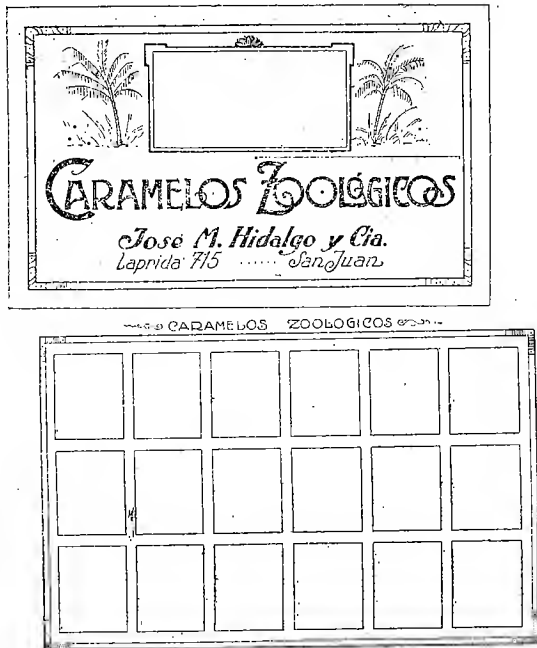 CARAMELOS ZOOLÓGICOS
José M. Hidalgo y Cia.
Laprida 715 ...... San Juan
CARAMELOS ZOOLOGICOS